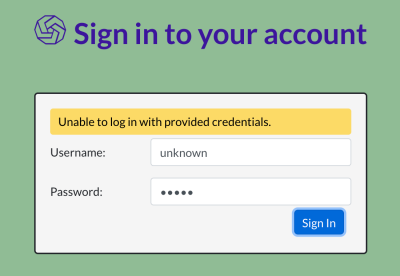 Sign in to your account
Unable to log in with provided credentials.
Username:
unknown
Password:
•••••
Sign In